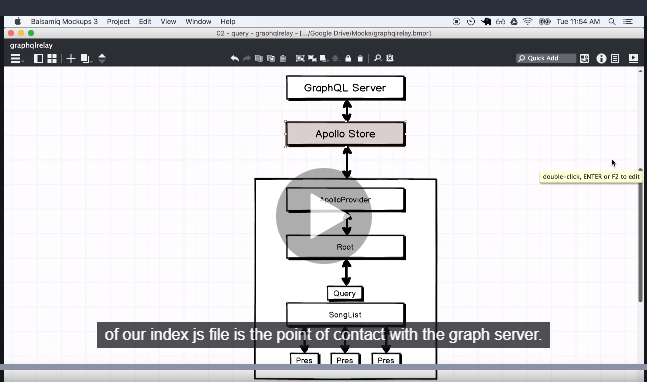 Balsamiq Mockups 3 Project Edit View Window Help Tue 11:54 AM
02 - query - graphqlrelay - [.../Google Drive/Mocks/graphqlrelay.bmpr]
graphqlrelay
Quick Add
GraphQL Server
Apollo Store
double-click, ENTER or F2 to edit
ApolloProvider
Root
Query
SongList
of our index js file is the point of contact with the graph server.
Pres Pres Pres